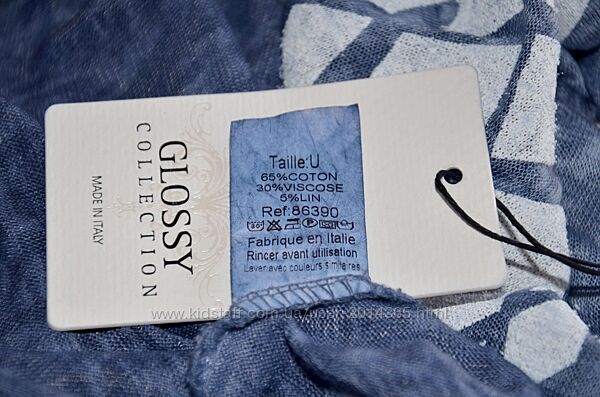 GLOSSY
COLLECTION
MADE IN ITALY
Taille:U
65%COTON
30%VISCOSE
5%LIN
Ref:86390
Fabrique en Italie
Rincer avant utilisation
Laver avec couleurs similaires